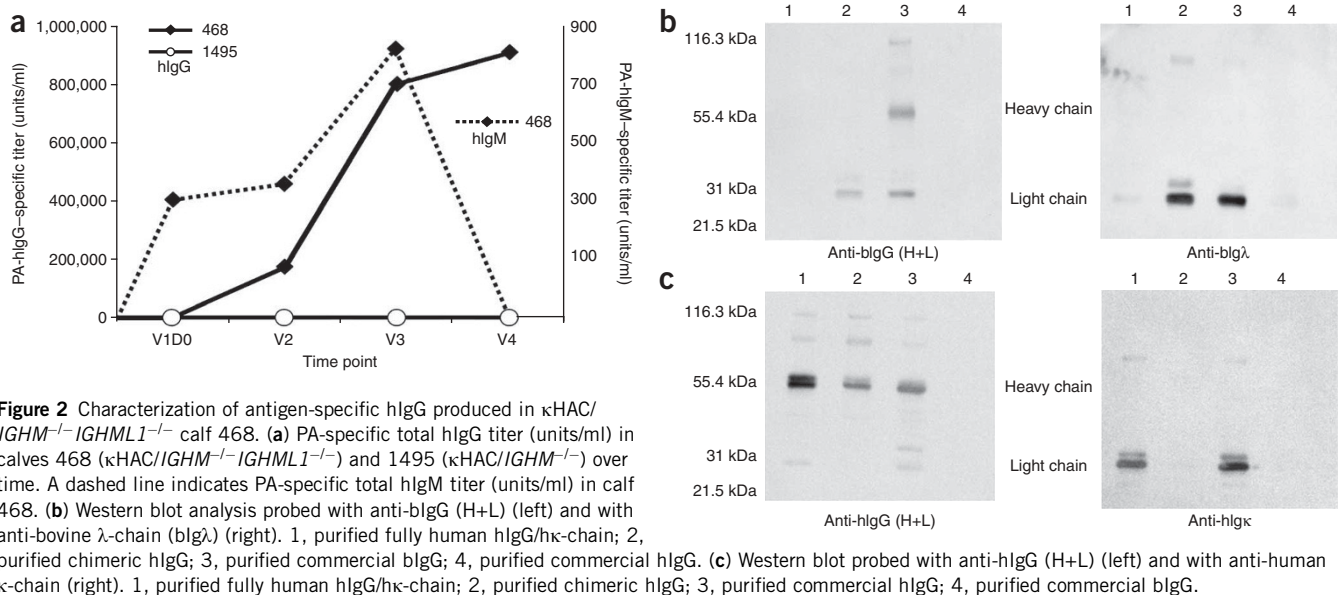 a
1,000,000
800,000
600,000
400,000
200,000
0
PA-hIgG–specific titer (units/ml)
468
1495
hIgG
468
hIgM
900
700
500
300
100
PA-hIgM–specific titer (units/ml)
V1D0 V2 V3 V4
Time point
b
1 2 3 4
116.3 kDa
55.4 kDa
31 kDa
21.5 kDa
Anti-bIgG (H+L)
Heavy chain
Light chain
1 2 3 4
Anti-bIgλ
c
1 2 3 4
116.3 kDa
55.4 kDa
31 kDa
21.5 kDa
Anti-hIgG (H+L)
Heavy chain
Light chain
1 2 3 4
Anti-hIgκ
Figure 2 Characterization of antigen-specific hIgG produced in κHAC/
IGHM−/− IGHML1−/− calf 468. (a) PA-specific total hIgG titer (units/ml) in
calves 468 (κHAC/IGHM−/− IGHML1−/−) and 1495 (κHAC/IGHM−/−) over
time. A dashed line indicates PA-specific total hIgM titer (units/ml) in calf
468. (b) Western blot analysis probed with anti-bIgG (H+L) (left) and with
anti-bovine λ-chain (bIgλ) (right). 1, purified fully human hIgG/hκ-chain; 2,
purified chimeric hIgG; 3, purified commercial bIgG; 4, purified commercial hIgG. (c) Western blot probed with anti-hIgG (H+L) (left) and with anti-human
κ-chain (right). 1, purified fully human hIgG/hκ-chain; 2, purified chimeric hIgG; 3, purified commercial hIgG; 4, purified commercial bIgG.